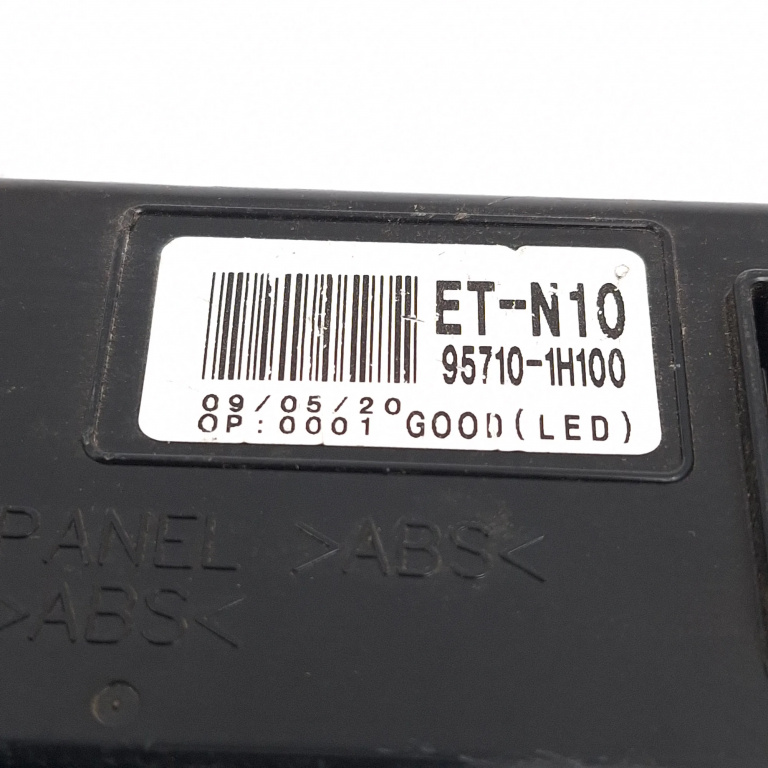 ET-N10
95710-1H100
09/05/20
OP:0001 GOOD(LED)
PANEL >ABS<
>ABS<